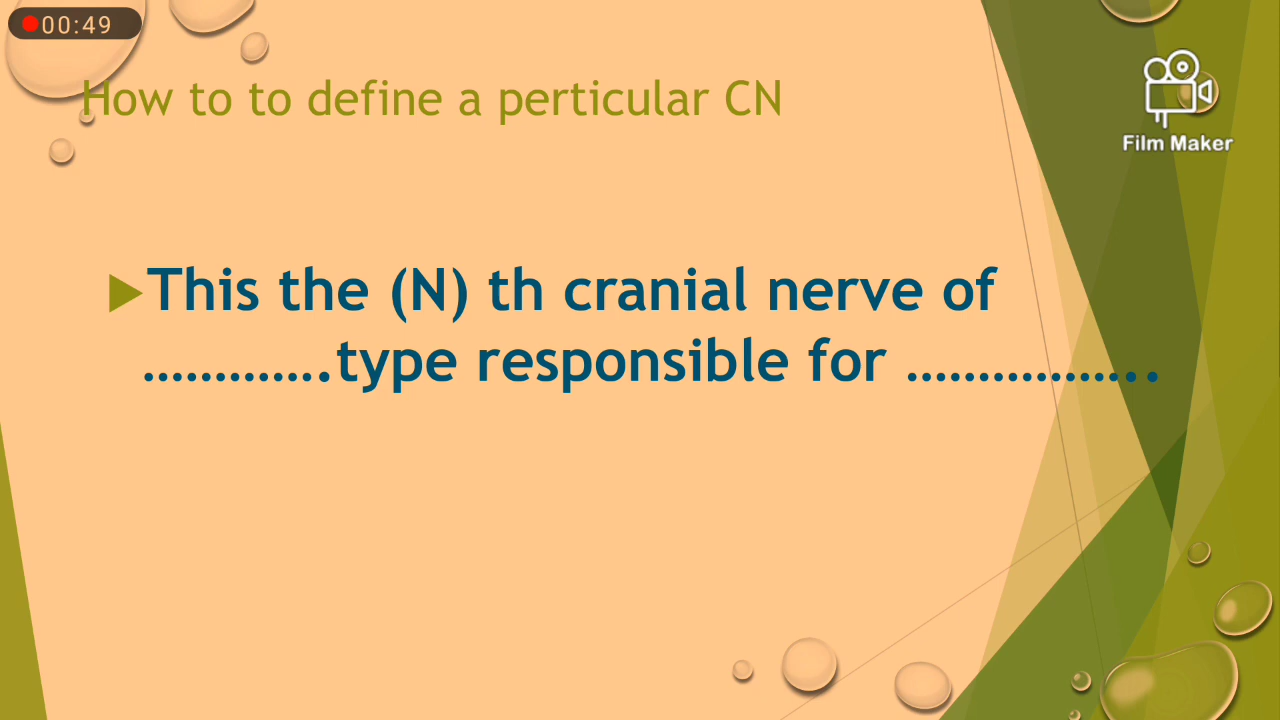 00:49
How to to define a perticular CN
Film Maker
This the (N) th cranial nerve of
………….type responsible for ……………..